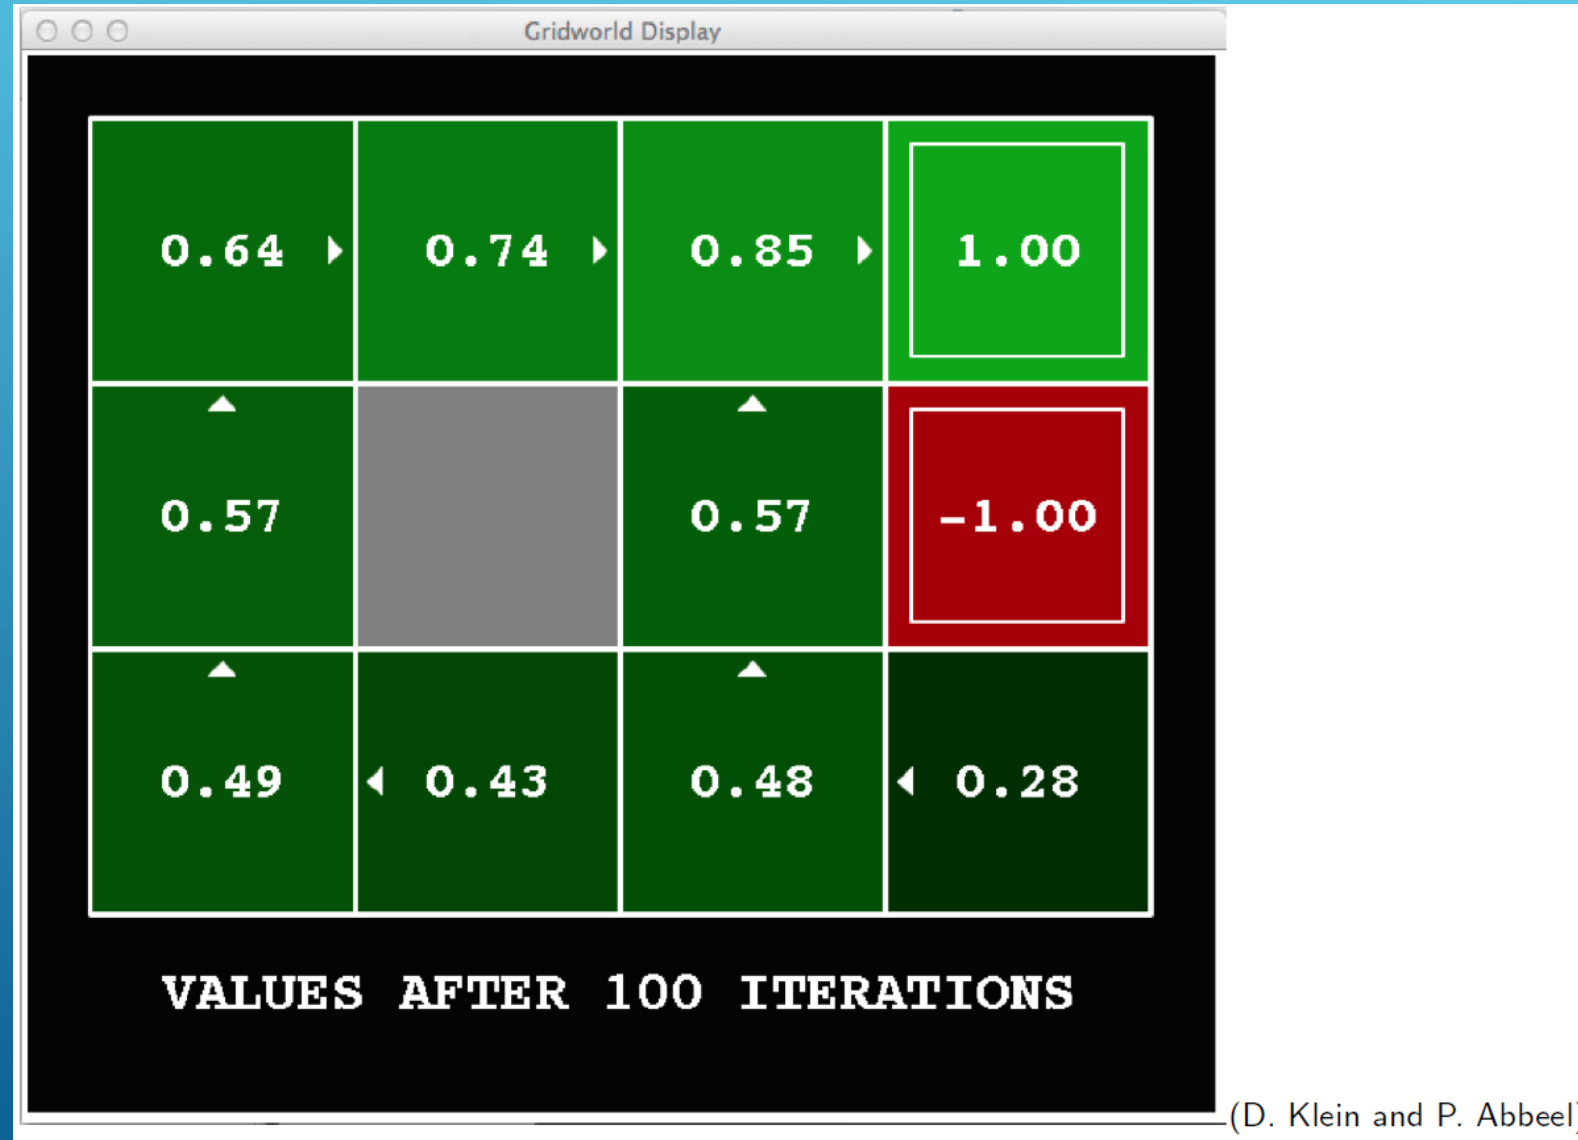 Gridworld Display
0.64 0.74 0.85 1.00
0.57 0.57 -1.00
0.49 0.43 0.48 0.28
VALUES AFTER 100 ITERATIONS
(D. Klein and P. Abbeel)